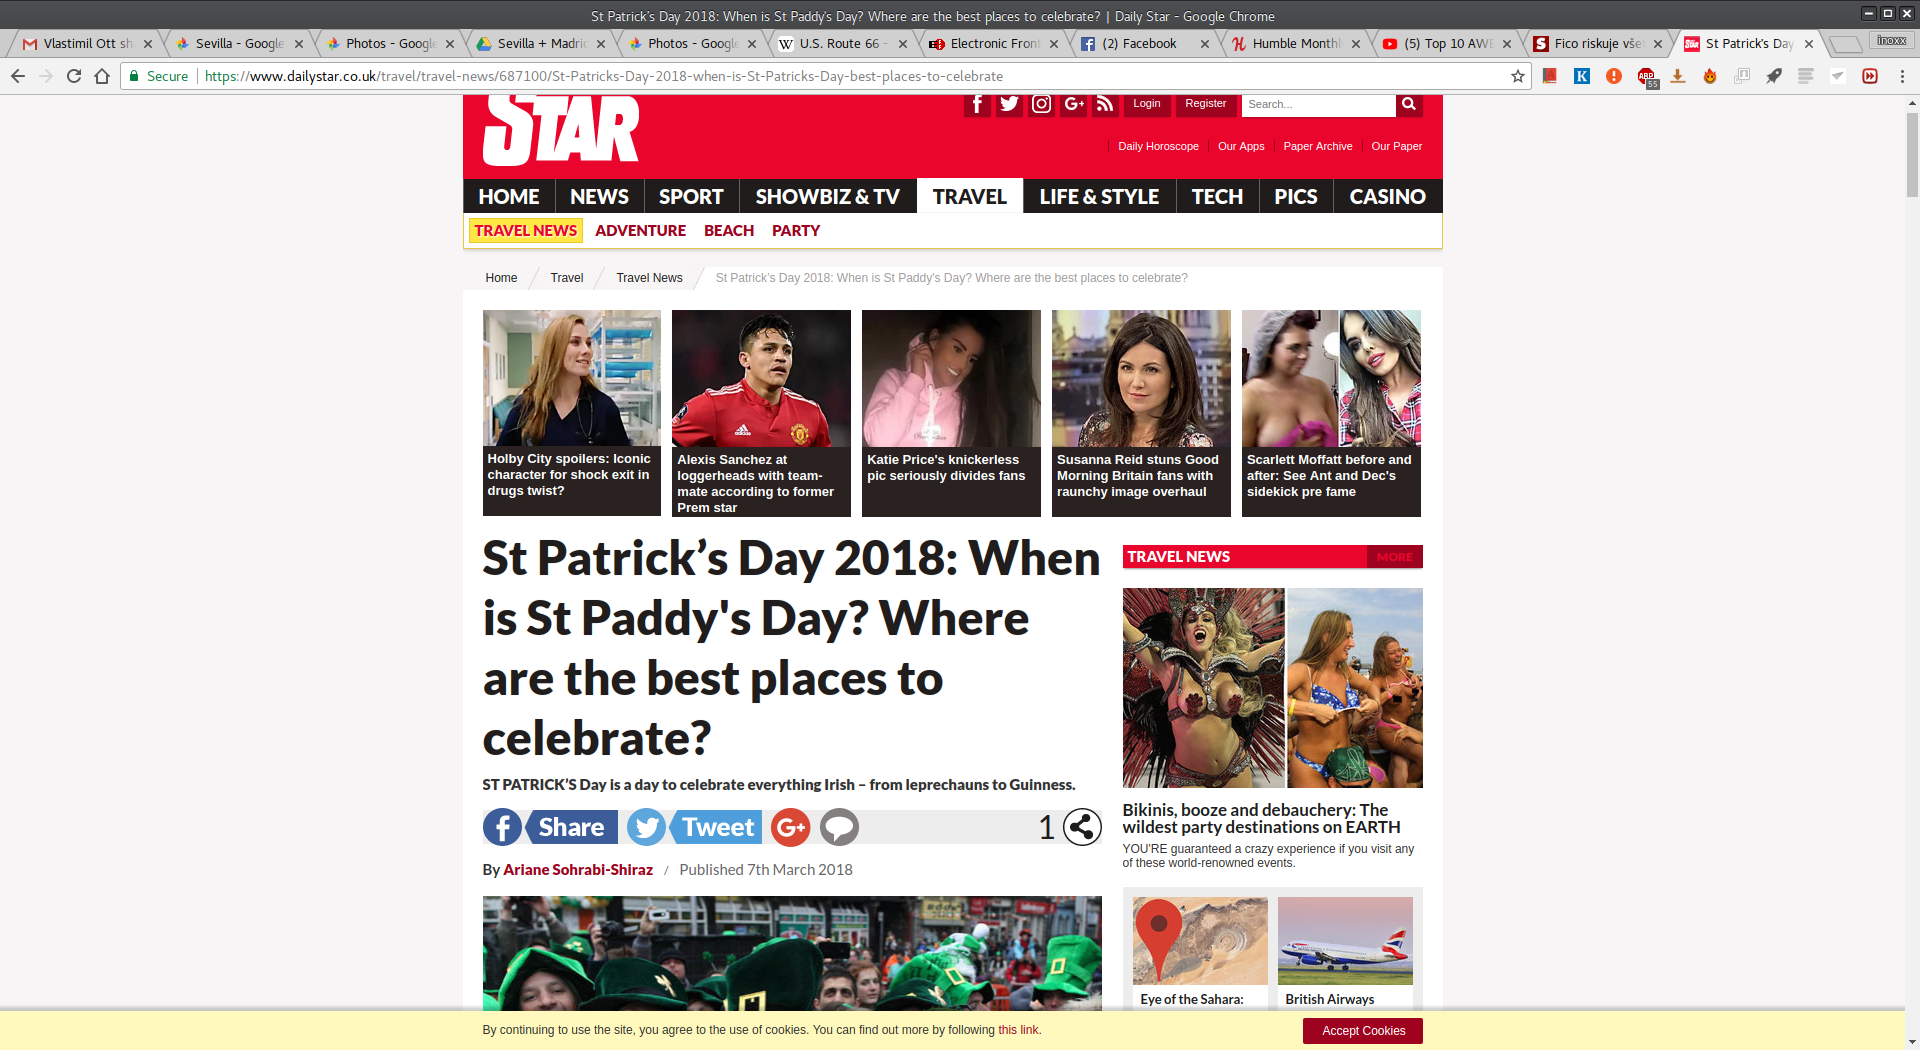 St Patrick's Day 2018: When is St Paddy's Day? Where are the best places to celebrate? | Daily Star - Google Chrome
Vlastimil Ott sh
Sevilla - Google
Photos - Google
Sevilla + Madri
Photos - Google
U.S. Route 66 -
Electronic Fron
(2) Facebook
Humble Month
(5) Top 10 AWE
Fico riskuje vše
St Patrick's Day
inoxx
Secure https://www.dailystar.co.uk/travel/travel-news/687100/St-Patricks-Day-2018-when-is-St-Patricks-Day-best-places-to-celebrate
ABP
55
STAR
Login
Register
Search...
Daily Horoscope
Our Apps
Paper Archive
Our Paper
HOME NEWS SPORT SHOWBIZ & TV TRAVEL LIFE & STYLE TECH PICS CASINO
TRAVEL NEWS ADVENTURE BEACH PARTY
Home Travel Travel News St Patrick's Day 2018: When is St Paddy's Day? Where are the best places to celebrate?
Holby City spoilers: Iconic
character for shock exit in
drugs twist?
Alexis Sanchez at
loggerheads with team-
mate according to former
Prem star
Katie Price's knickerless
pic seriously divides fans
Susanna Reid stuns Good
Morning Britain fans with
raunchy image overhaul
Scarlett Moffatt before and
after: See Ant and Dec's
sidekick pre fame
St Patrick’s Day 2018: When
is St Paddy's Day? Where
are the best places to
celebrate?
ST PATRICK’S Day is a day to celebrate everything Irish – from leprechauns to Guinness.
Share
Tweet
G+
1
By Ariane Sohrabi-Shiraz / Published 7th March 2018
TRAVEL NEWS
MORE
Bikinis, booze and debauchery: The
wildest party destinations on EARTH
YOU'RE guaranteed a crazy experience if you visit any
of these world-renowned events.
Eye of the Sahara:
British Airways
By continuing to use the site, you agree to the use of cookies. You can find out more by following this link.
Accept Cookies